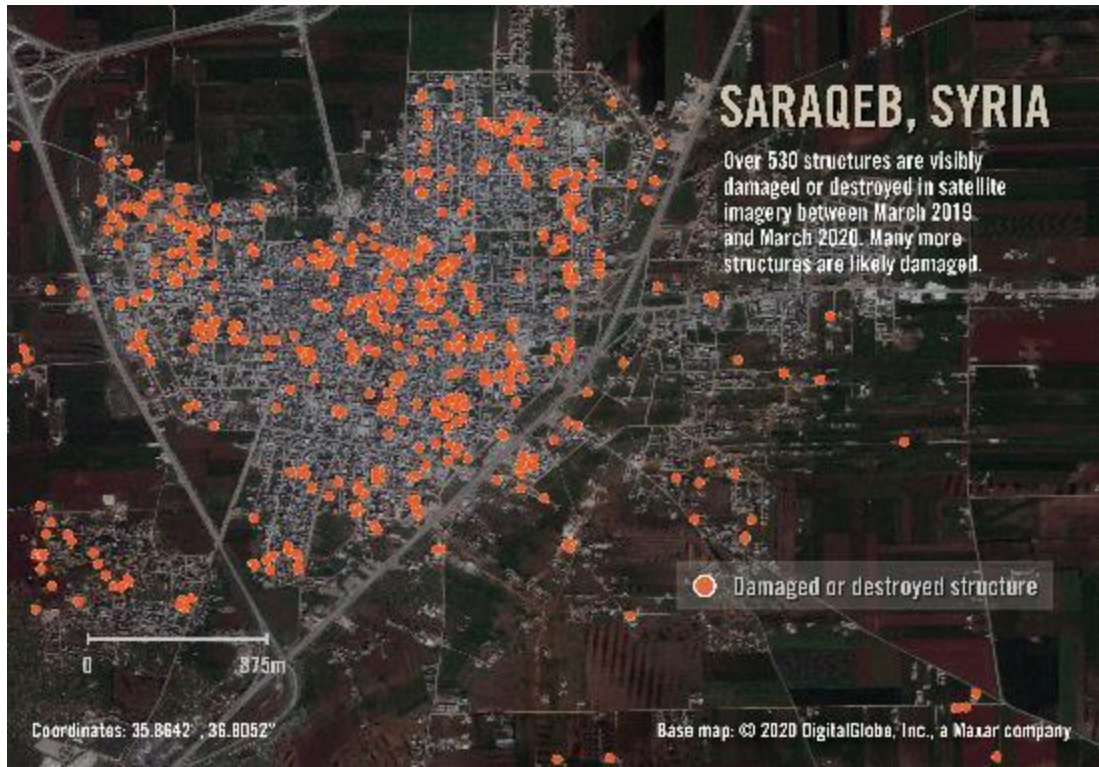 SARAQEB, SYRIA
Over 530 structures are visibly
damaged or destroyed in satellite
imagery between March 2019
and March 2020. Many more
structures are likely damaged.
Damaged or destroyed structure
0 875m
Coordinates: 35.8642°, 36.8052°
Base map: © 2020 DigitalGlobe, Inc., a Maxar company